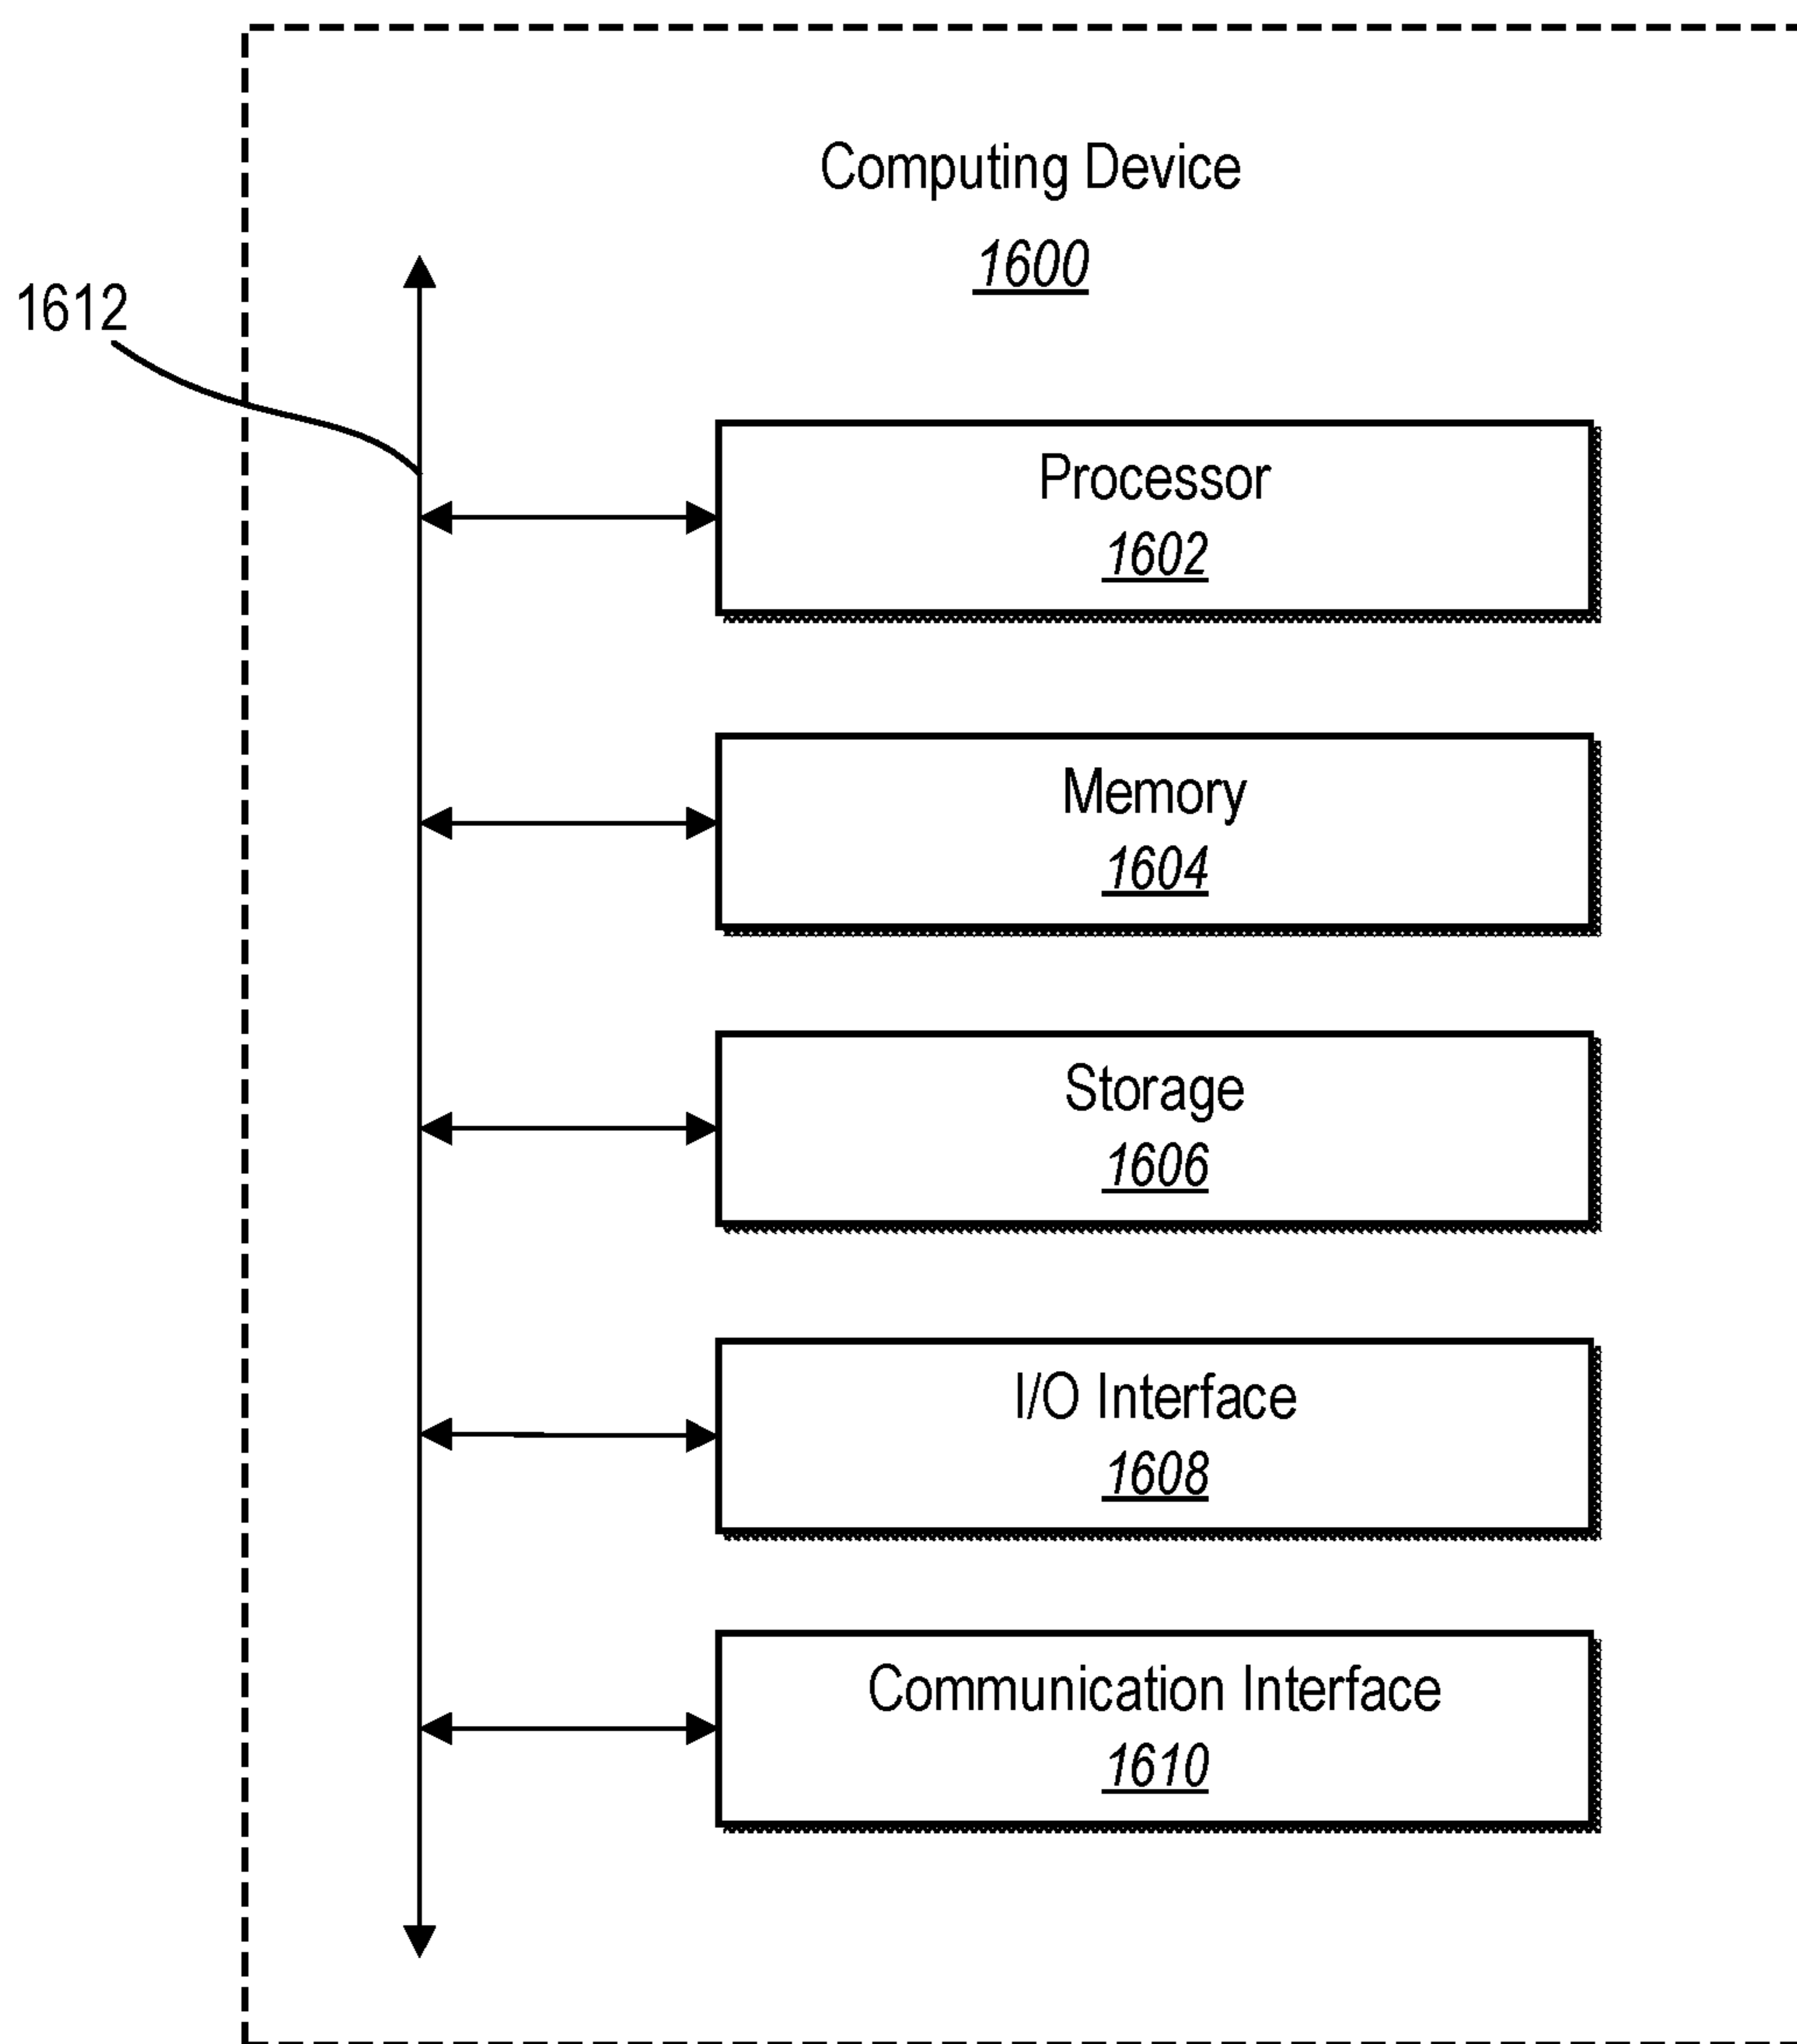 Computing Device
1600
1612
Processor
1602
Memory
1604
Storage
1606
I/O Interface
1608
Communication Interface
1610